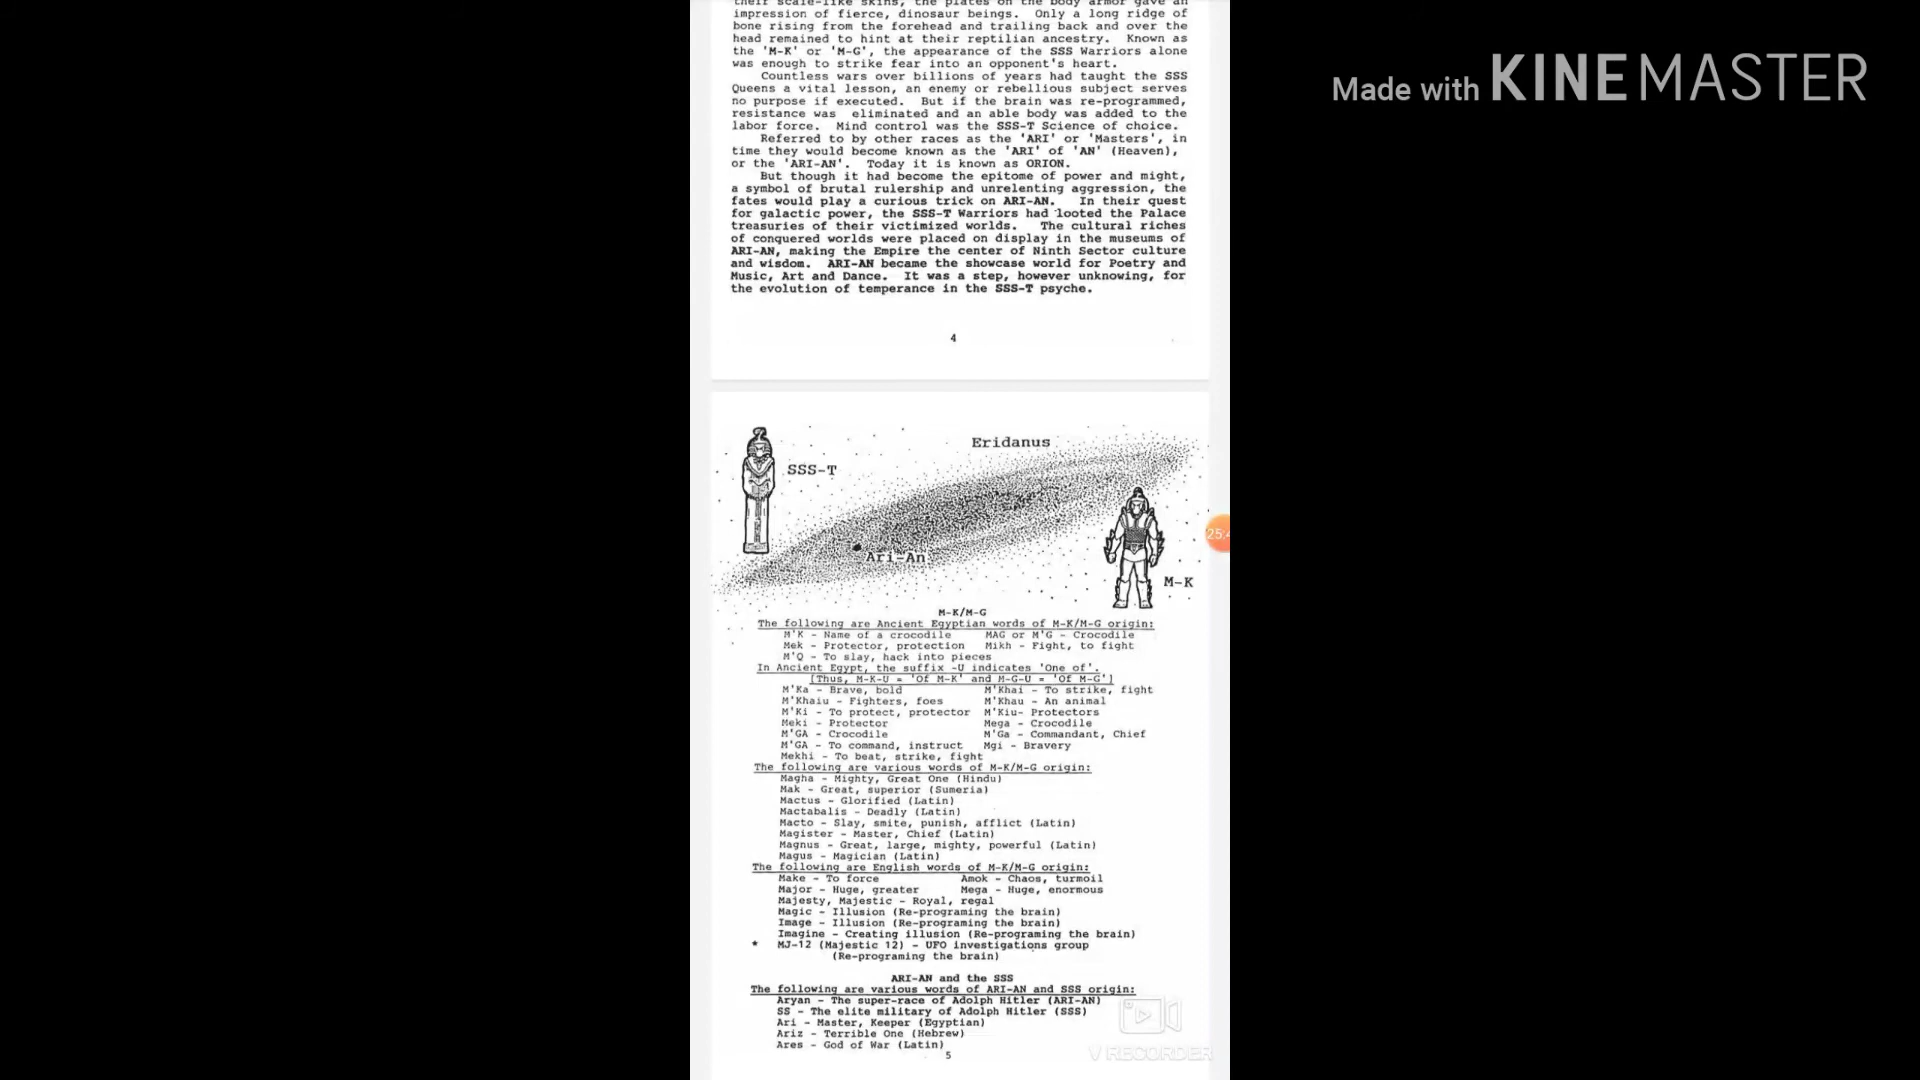 their scale-like skins, the plates on the body armor gave an
impression of fierce, dinosaur beings. Only a long ridge of
bone rising from the forehead and trailing back and over the
head remained to hint at their reptilian ancestry. Known as
the 'M-K' or 'M-G', the appearance of the SSS Warriors alone
was enough to strike fear into an opponent's heart.
Countless wars over billions of years had taught the SSS
Queens a vital lesson, an enemy or rebellious subject serves
no purpose if executed. But if the brain was re-programmed,
resistance was eliminated and an able body was added to the
labor force. Mind control was the SSS-T Science of choice.
Referred to by other races as the 'ARI' or 'Masters', in
time they would become known as the 'ARI' of 'AN' (Heaven),
or the 'ARI-AN'. Today it is known as ORION.
But though it had become the epitome of power and might,
a symbol of brutal rulership and unrelenting aggression, the
fates would play a curious trick on ARI-AN. In their quest
for galactic power, the SSS-T Warriors had looted the Palace
treasuries of their victimized worlds. The cultural riches
of conquered worlds were placed on display in the museums of
ARI-AN, making the Empire the center of Ninth Sector culture
and wisdom. ARI-AN became the showcase world for Poetry and
Music, Art and Dance. It was a step, however unknowing, for
the evolution of temperance in the SSS-T psyche.
4
Made with KINEMASTER
Eridanus
SSS-T
Ari-An
M-K
25:4
M-K/M-G
The following are Ancient Egyptian words of M-K/M-G origin:
M'K - Name of a crocodile MAG or M'G - Crocodile
Mek - Protector, protection Mikh - Fight, to fight
M'Q - To slay, hack into pieces
In Ancient Egypt, the suffix -U indicates 'One of'.
[Thus, M-K-U = 'Of M-K' and M-G-U = 'Of M-G']
M'Ka - Brave, bold M'Khai - To strike, fight
M'Khaiu - Fighters, foes M'Khau - An animal
M'Ki - To protect, protector M'Kiu- Protectors
Meki - Protector Mega - Crocodile
M'GA - Crocodile M'Ga - Commandant, Chief
M'GA - To command, instruct Mgi - Bravery
Mekhi - To beat, strike, fight
The following are various words of M-K/M-G origin:
Magha - Mighty, Great One (Hindu)
Mak - Great, superior (Sumeria)
Mactus - Glorified (Latin)
Mactabalis - Deadly (Latin)
Macto - Slay, smite, punish, afflict (Latin)
Magister - Master, Chief (Latin)
Magnus - Great, large, mighty, powerful (Latin)
Magus - Magician (Latin)
The following are English words of M-K/M-G origin:
Make - To force Amok - Chaos, turmoil
Major - Huge, greater Mega - Huge, enormous
Majesty, Majestic - Royal, regal
Magic - Illusion (Re-programing the brain)
Image - Illusion (Re-programing the brain)
Imagine - Creating illusion (Re-programing the brain)
* MJ-12 (Majestic 12) - UFO investigations group
(Re-programing the brain)
ARI-AN and the SSS
The following are various words of ARI-AN and SSS origin:
Aryan - The super-race of Adolph Hitler (ARI-AN)
SS - The elite military of Adolph Hitler (SSS)
Ari - Master, Keeper (Egyptian)
Ariz - Terrible One (Hebrew)
Ares - God of War (Latin)
5
V RECORDER